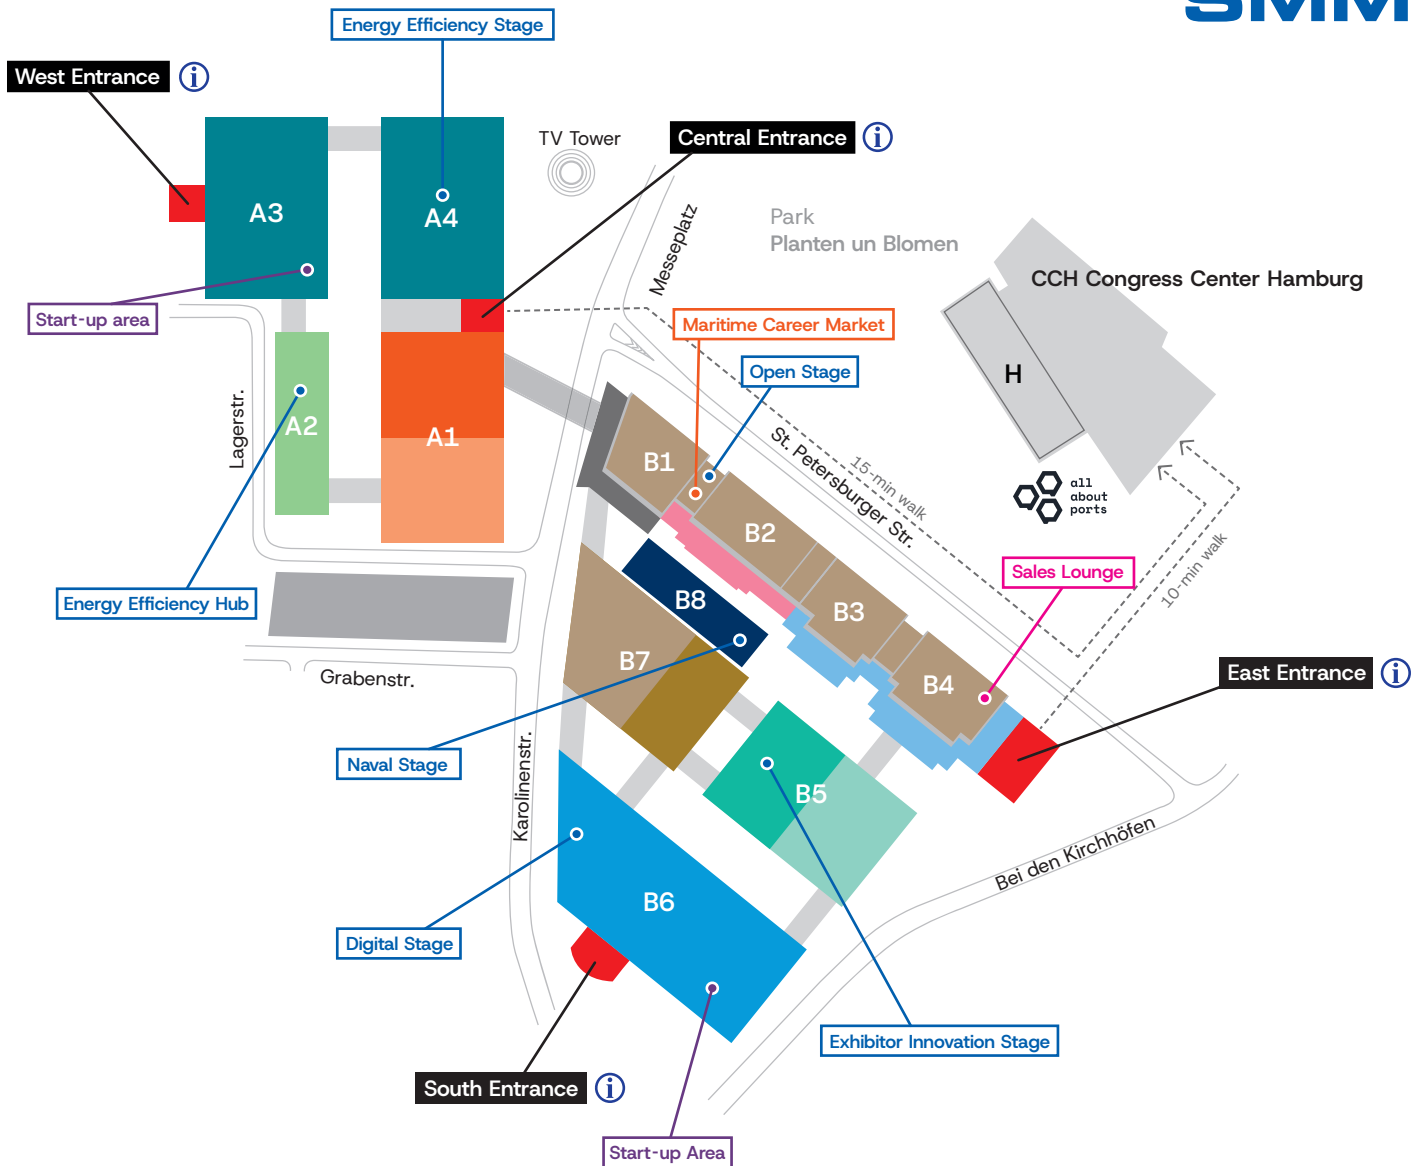 SMM
Energy Efficiency Stage
West Entrance i
TV Tower
Central Entrance i
A3
A4
Messeplatz
Park
Planten un Blomen
CCH Congress Center Hamburg
Start-up area
Maritime Career Market
Open Stage
H
Lagerstr.
A2
A1
B1
St. Petersburger Str.
15-min walk
all
about
ports
B2
Sales Lounge
10-min walk
Energy Efficiency Hub
B8
B3
B7
B4
East Entrance i
Grabenstr.
Naval Stage
Karolinenstr.
B5
Bei den Kirchhöfen
B6
Digital Stage
Exhibitor Innovation Stage
South Entrance i
Start-up Area